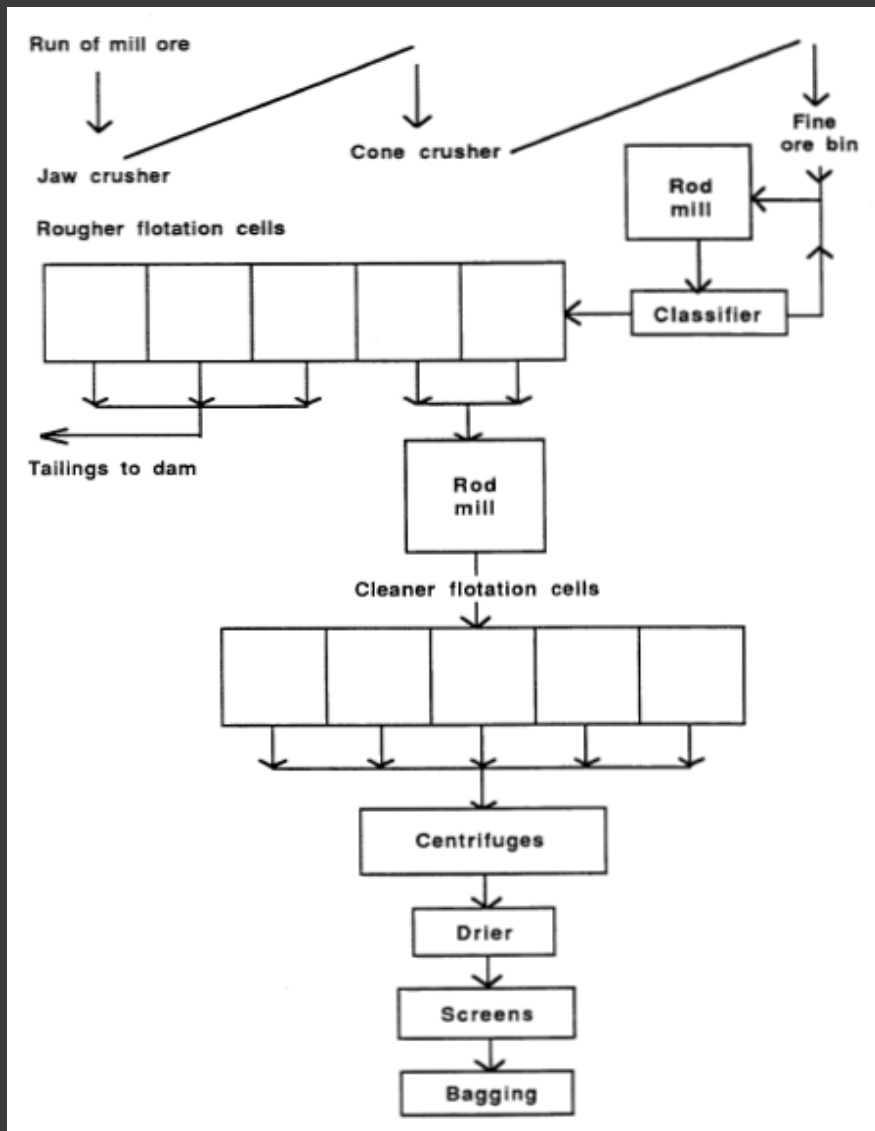 Run of mill ore
Jaw crusher
Cone crusher
Fine
ore bin
Rod
mill
Classifier
Rougher flotation cells
Tailings to dam
Rod
mill
Cleaner flotation cells
Centrifuges
Drier
Screens
Bagging